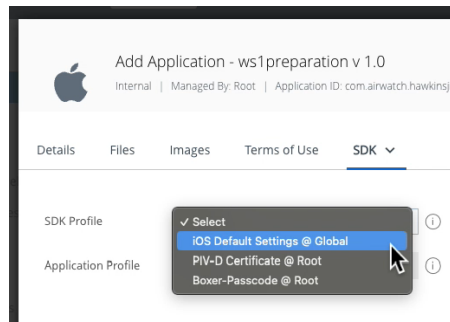 Add Application - ws1preparation v 1.0
Internal | Managed By: Root | Application ID: com.airwatch.hawkinsj
Details Files Images Terms of Use SDK
SDK Profile
✓ Select
iOS Default Settings @ Global
PIV-D Certificate @ Root
Application Profile
Boxer-Passcode @ Root